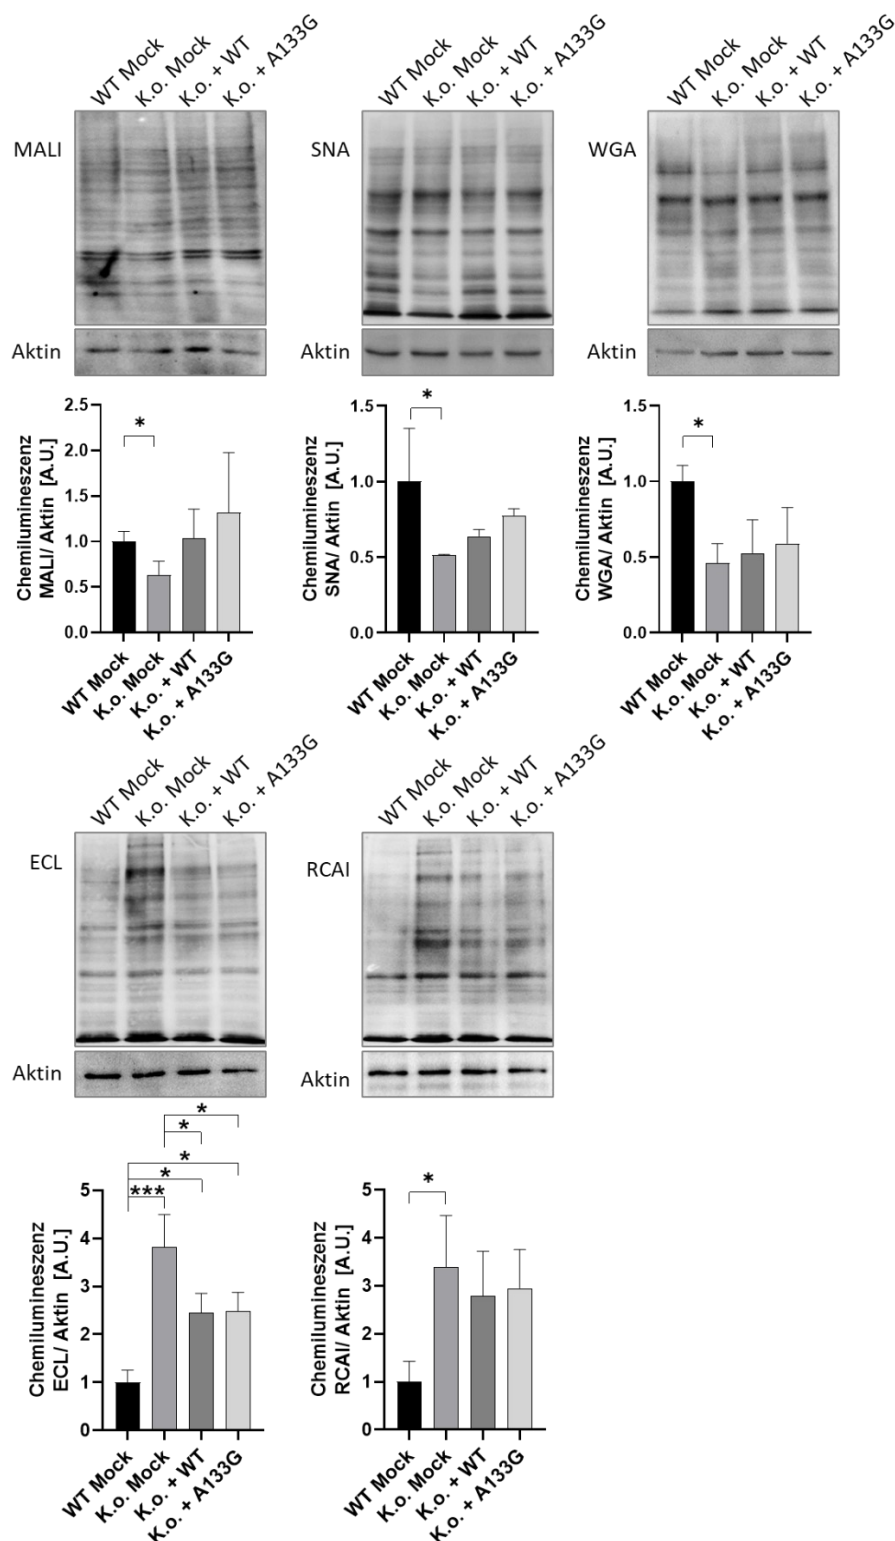 WT Mock
K.o. Mock
K.o. + WT
K.o. + A133G
WT Mock
K.o. Mock
K.o. + WT
K.o. + A133G
WT Mock
K.o. Mock
K.o. + WT
K.o. + A133G
MALI
SNA
WGA
Aktin
Aktin
Aktin
Chemilumineszenz
MALI/ Aktin [A.U.]
2.5
2.0
1.5
1.0
0.5
0.0
*
WT Mock
K.o. Mock
K.o. + WT
K.o. + A133G
Chemilumineszenz
SNA/ Aktin [A.U.]
1.5
1.0
0.5
0.0
*
WT Mock
K.o. Mock
K.o. + WT
K.o. + A133G
Chemilumineszenz
WGA/ Aktin [A.U.]
1.5
1.0
0.5
0.0
*
WT Mock
K.o. Mock
K.o. + WT
K.o. + A133G
WT Mock
K.o. Mock
K.o. + WT
K.o. + A133G
WT Mock
K.o. Mock
K.o. + WT
K.o. + A133G
ECL
RCAI
Aktin
Aktin
Chemilumineszenz
ECL/ Aktin [A.U.]
5
4
3
2
1
0
*
*
*
*
***
WT Mock
K.o. Mock
K.o. + WT
K.o. + A133G
Chemilumineszenz
RCAI/ Aktin [A.U.]
5
4
3
2
1
0
*
WT Mock
K.o. Mock
K.o. + WT
K.o. + A133G